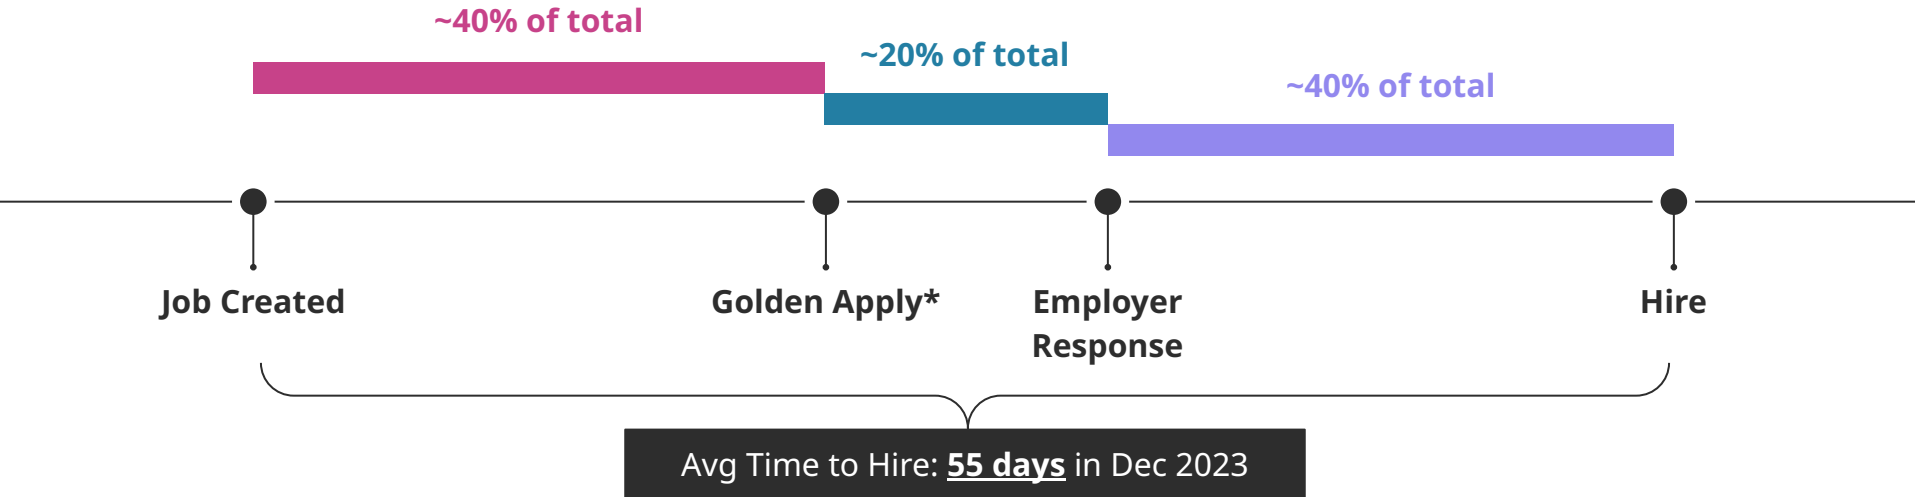 ~40% of total
~20% of total
~40% of total
Job Created
Golden Apply*
Employer
Response
Hire
Avg Time to Hire: 55 days in Dec 2023